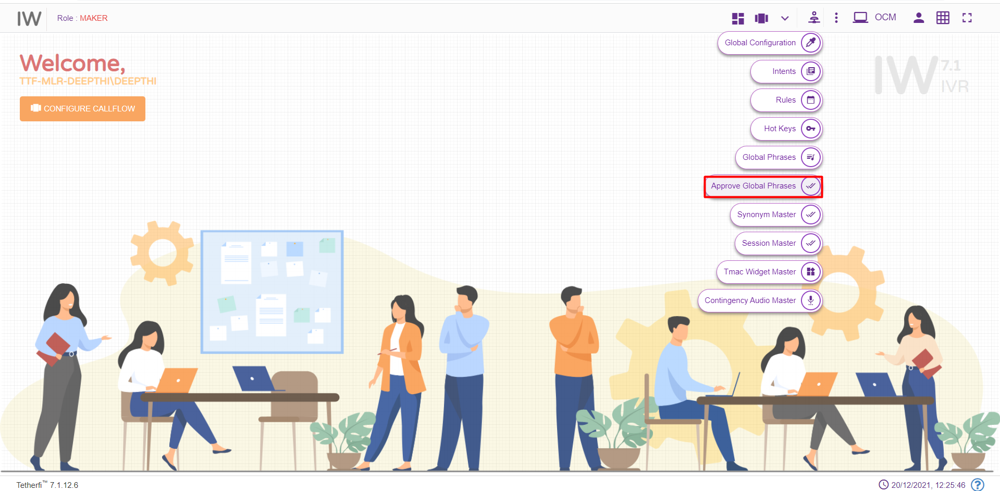 IW
Role : MAKER
OCM
Welcome,
TTF-MLR-DEEPTHI\DEEPTHI
CONFIGURE CALLFLOW
Global Configuration
Intents
Rules
Hot Keys
Global Phrases
Approve Global Phrases
Synonym Master
Session Master
Tmac Widget Master
Contingency Audio Master
IW 7.1
IVR
Tetherfi™ 7.1.12.6
20/12/2021, 12:25:46 ?